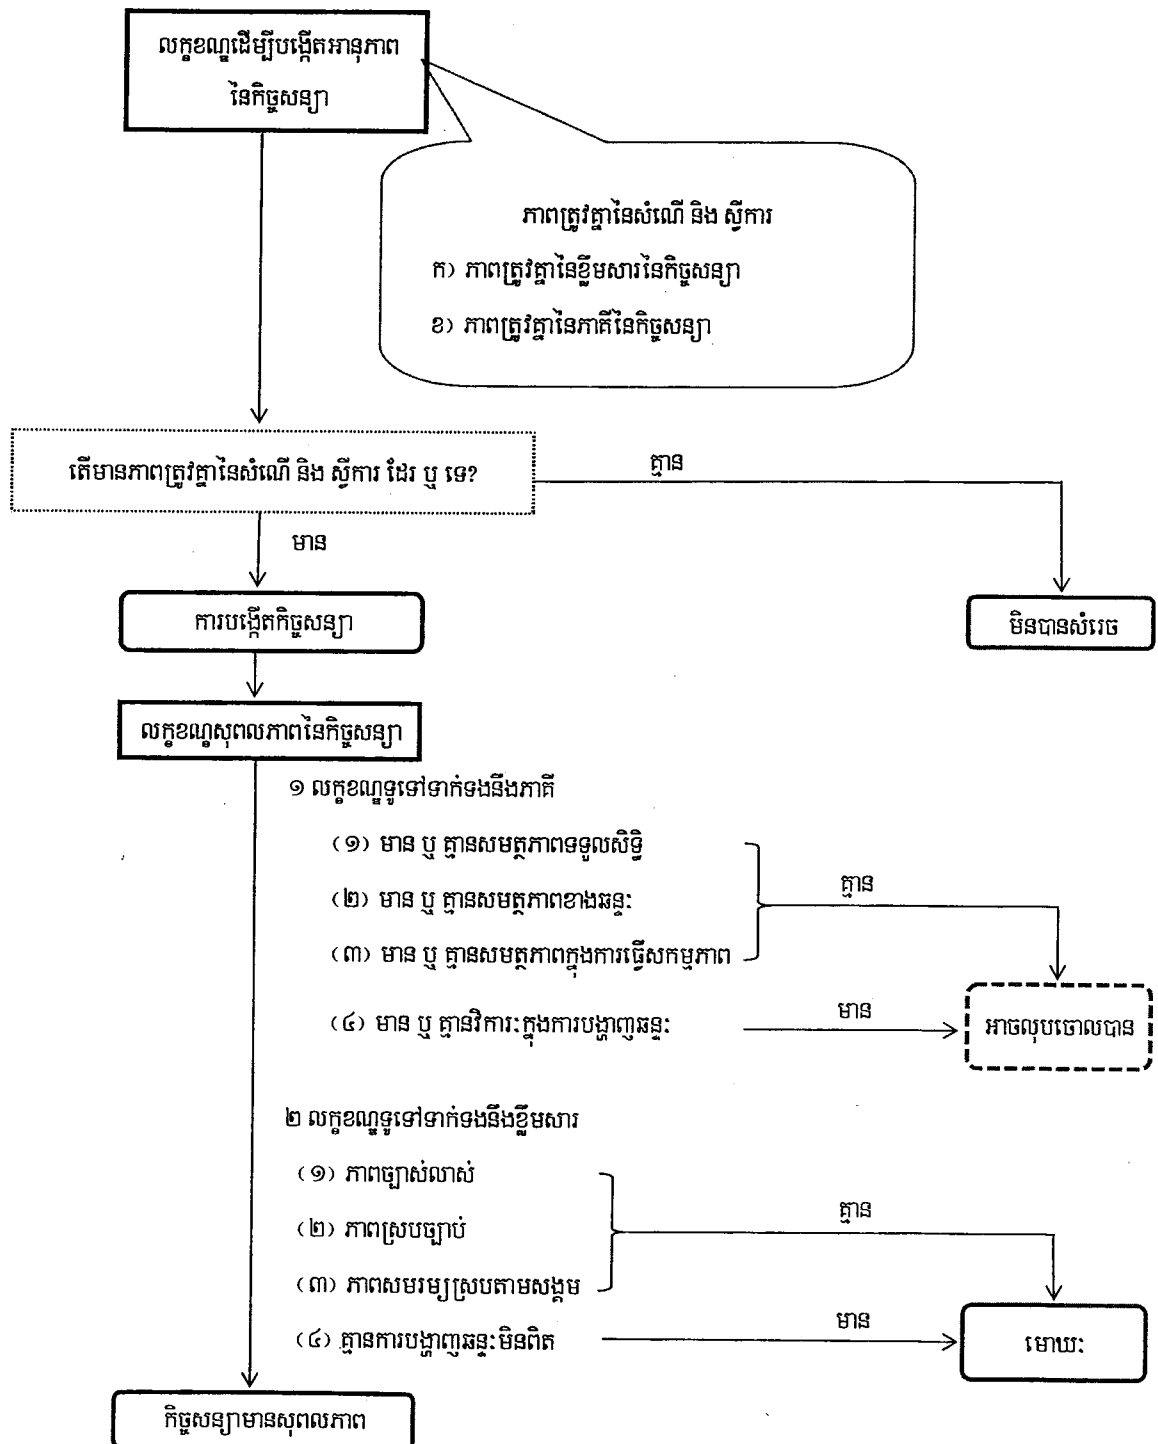 លក្ខខណ្ឌដើម្បីបង្កើតអានុភាព
នៃកិច្ចសន្យា
ភាពត្រូវគ្នានៃសំណើ និង ស្វីការ
ក) ភាពត្រូវគ្នានៃខ្លឹមសារនៃកិច្ចសន្យា
ខ) ភាពត្រូវគ្នានៃភាគីនៃកិច្ចសន្យា
តើមានភាពត្រូវគ្នានៃសំណើ និង ស្វីការ ដែរ ឬ ទេ?
គ្មាន
មាន
ការបង្កើតកិច្ចសន្យា
មិនបានសំរេច
លក្ខខណ្ឌសុពលភាពនៃកិច្ចសន្យា
១ លក្ខខណ្ឌទូទៅទាក់ទងនឹងភាគី
(១) មាន ឬ គ្មានសមត្ថភាពទទួលសិទ្ធិ
គ្មាន
(២) មាន ឬ គ្មានសមត្ថភាពខាងឆន្ទៈ
(៣) មាន ឬ គ្មានសមត្ថភាពក្នុងការធ្វើសកម្មភាព
(៤) មាន ឬ គ្មានវិការៈក្នុងការបង្ហាញឆន្ទៈ
មាន
អាចលុបចោលបាន
២ លក្ខខណ្ឌទូទៅទាក់ទងនឹងខ្លឹមសារ
(១) ភាពច្បាស់លាស់
គ្មាន
(២) ភាពស្របច្បាប់
(៣) ភាពសមរម្យស្របតាមសង្គម
(៤) គ្មានការបង្ហាញឆន្ទៈមិនពិត
មាន
មោឃៈ
កិច្ចសន្យាមានសុពលភាព